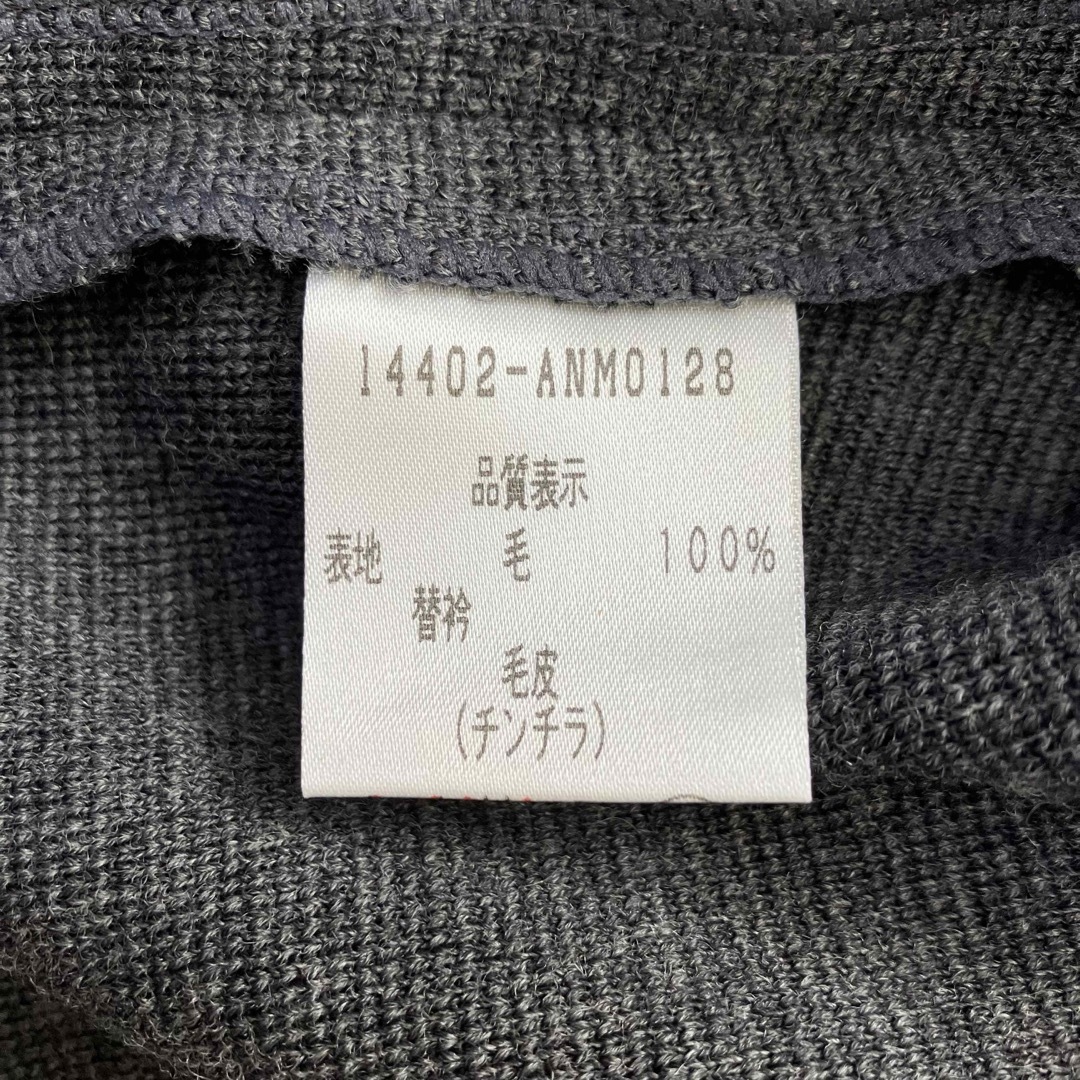 14402-ANM0128
品質表示
表地 毛 100%
替衿
毛皮
(チンチラ)